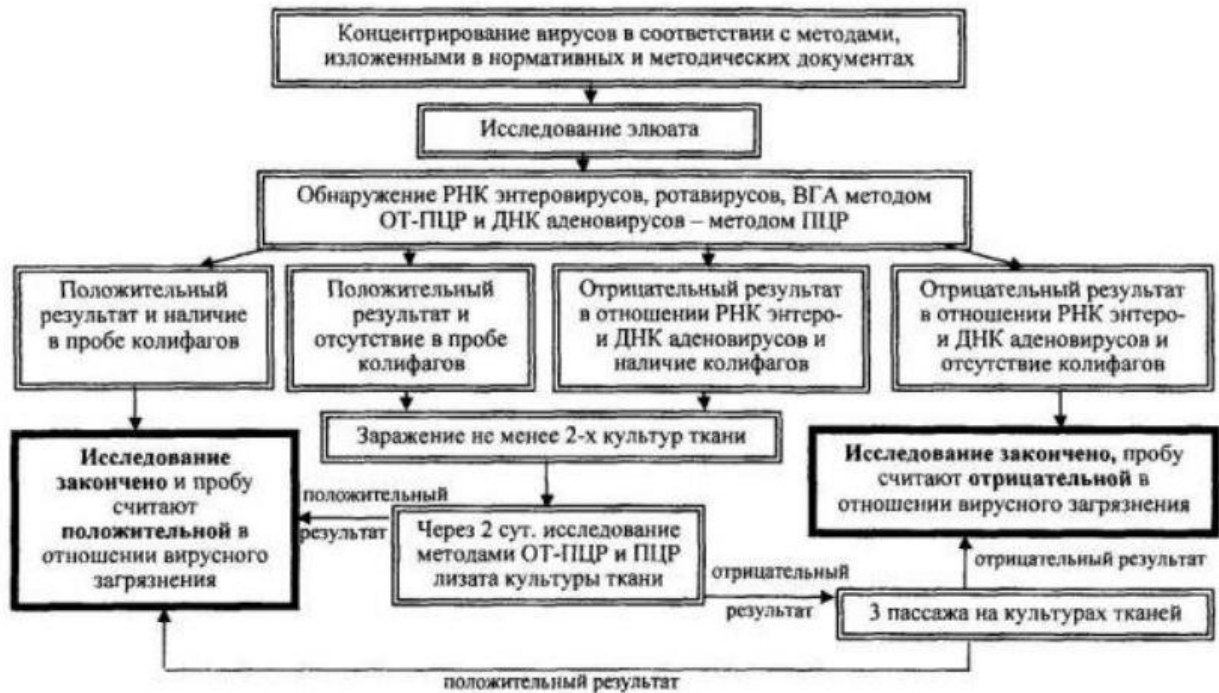 Концентрирование вирусов в соответствии с методами,
изложенными в нормативных и методических документах
Исследование элюата
Обнаружение РНК энтеровирусов, ротавирусов, ВГА методом
ОТ-ПЦР и ДНК аденовирусов – методом ПЦР
Положительный
результат и наличие
в пробе колифагов
Положительный
результат и
отсутствие в пробе
колифагов
Отрицательный результат
в отношении РНК энтеро-
и ДНК аденовирусов и
наличие колифагов
Отрицательный результат
в отношении РНК энтеро-
и ДНК аденовирусов и
отсутствие колифагов
Заражение не менее 2-х культур ткани
Исследование
закончено и пробу
считают
положительной в
отношении вирусного
загрязнения
Исследование закончено, пробу
считают отрицательной в
отношении вирусного загрязнения
положительный
результат
Через 2 сут. исследование
методами ОТ-ПЦР и ПЦР
лизата культуры ткани
отрицательный
результат
отрицательный результат
3 пассажа на культурах тканей
положительный результат